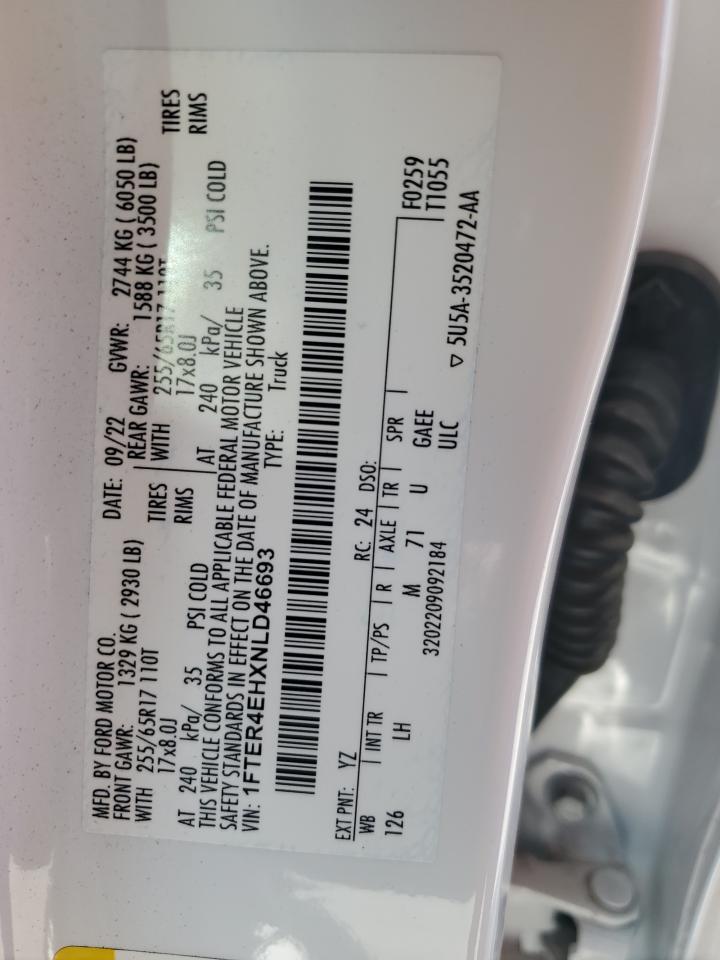 MFD. BY FORD MOTOR CO. DATE: 09/22 GVWR: 2744 KG ( 6050 LB)
FRONT GAWR: 1329 KG ( 2930 LB) REAR GAWR: 1588 KG ( 3500 LB)
WITH 255/65R17 110T TIRES WITH 255/65R17 110T TIRES
17x8.0J RIMS 17x8.0J RIMS
AT 240 kPa/ 35 PSI COLD AT 240 kPa/ 35 PSI COLD
THIS VEHICLE CONFORMS TO ALL APPLICABLE FEDERAL MOTOR VEHICLE
SAFETY STANDARDS IN EFFECT ON THE DATE OF MANUFACTURE SHOWN ABOVE.
VIN: 1FTER4EHXNLD46693 TYPE: Truck
EXT PNT: YZ RC: 24 DSO: F0259
WB INT TR TP/PS R AXLE TR SPR T1055
126 LH M 71 U GAEE
3202209092184 ULC
▽ 5U5A-3520472-AA